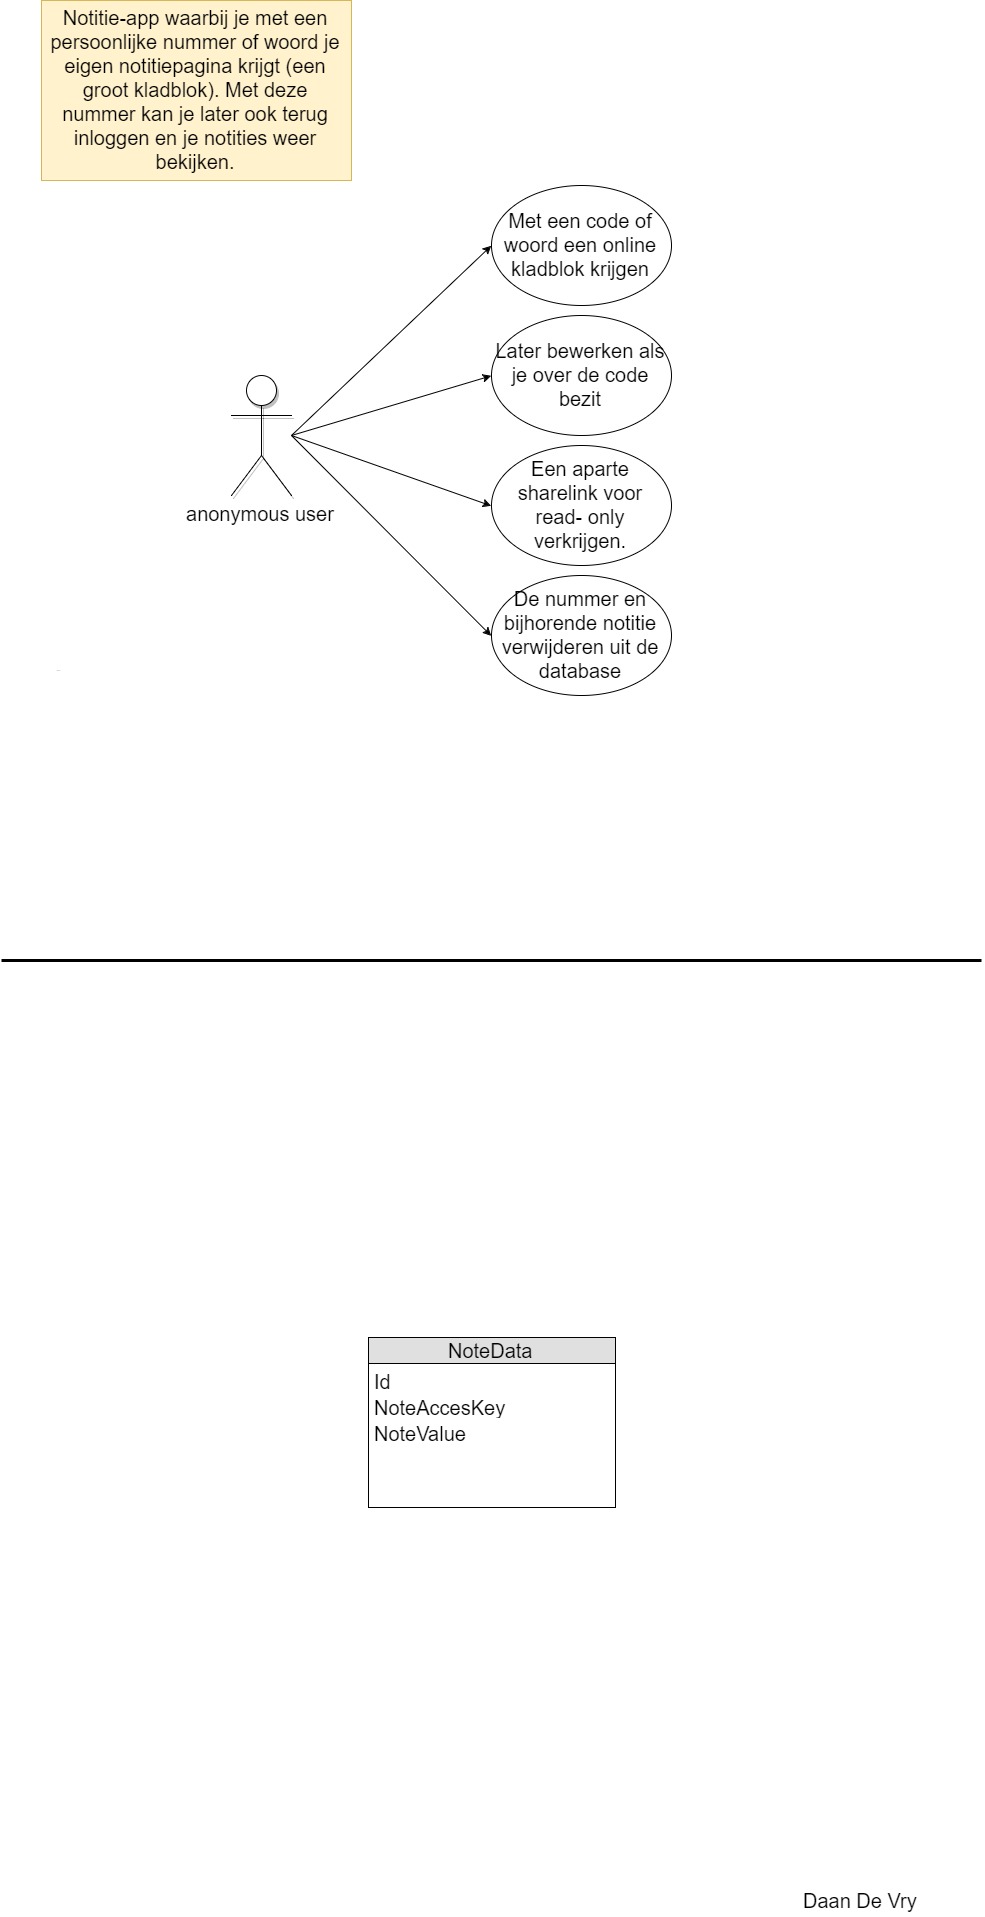 Notitie-app waarbij je met een
persoonlijke nummer of woord je
eigen notitiepagina krijgt (een
groot kladblok). Met deze
nummer kan je later ook terug
inloggen en je notities weer
bekijken.
Met een code of
woord een online
kladblok krijgen
Later bewerken als
je over de code
bezit
Een aparte
sharelink voor
read- only
verkrijgen.
anonymous user
De nummer en
bijhorende notitie
verwijderen uit de
database
NoteData
Id
NoteAccesKey
NoteValue
Daan De Vry